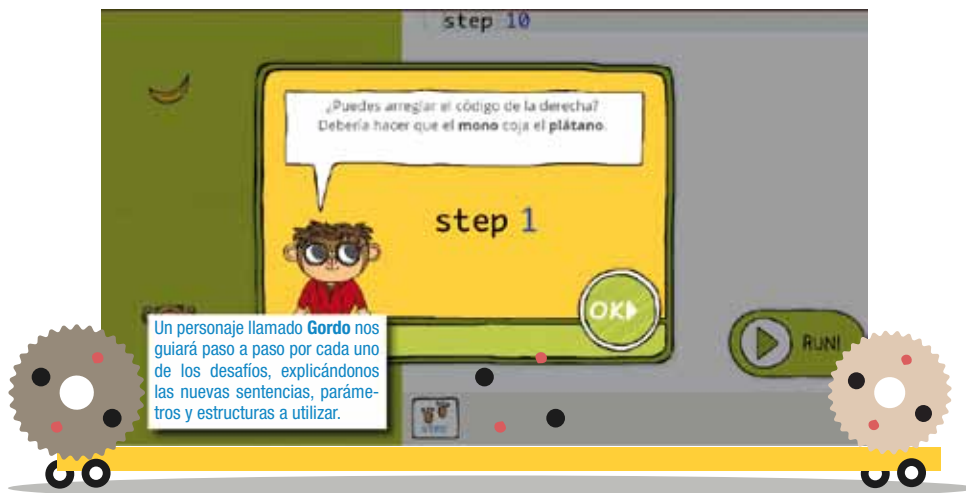 step 10
¿Puedes arreglar el código de la derecha?
Debería hacer que el mono coja el plátano.
step 1
OK
RUN!
Un personaje llamado Gordo nos
guiará paso a paso por cada uno
de los desafíos, explicándonos
las nuevas sentencias, paráme-
tros y estructuras a utilizar.
step